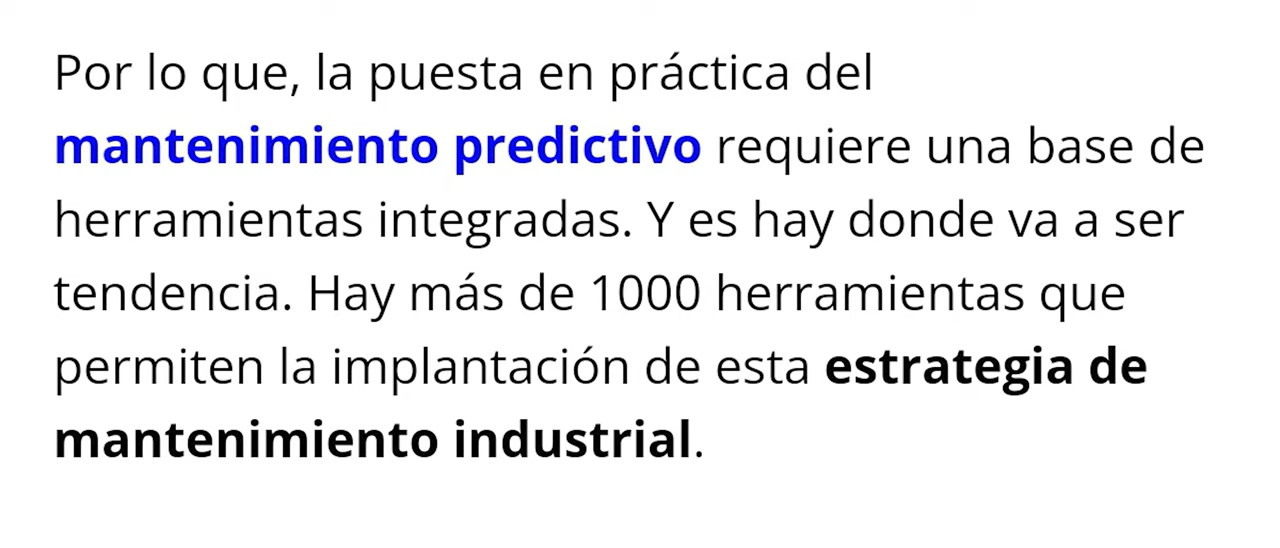 Por lo que, la puesta en práctica del
mantenimiento predictivo requiere una base de
herramientas integradas. Y es hay donde va a ser
tendencia. Hay más de 1000 herramientas que
permiten la implantación de esta estrategia de
mantenimiento industrial.